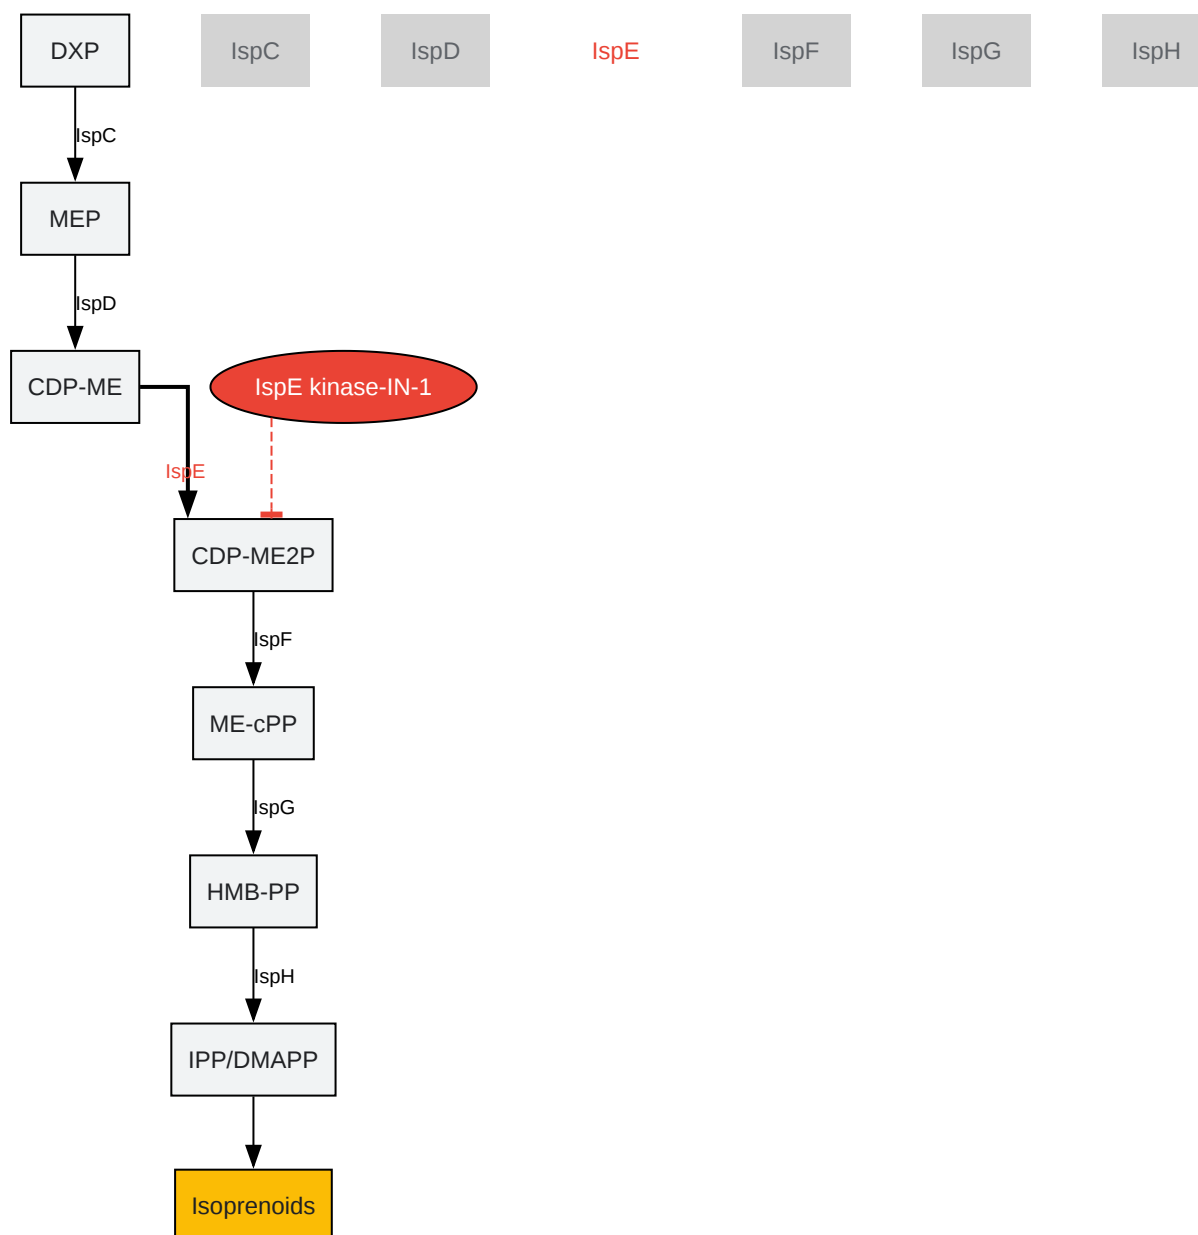 DXP
IspC
IspD
IspE
IspF
IspG
IspH
IspC
MEP
IspD
CDP-ME
IspE kinase-IN-1
IspE
CDP-ME2P
IspF
ME-cPP
IspG
HMB-PP
IspH
IPP/DMAPP
Isoprenoids